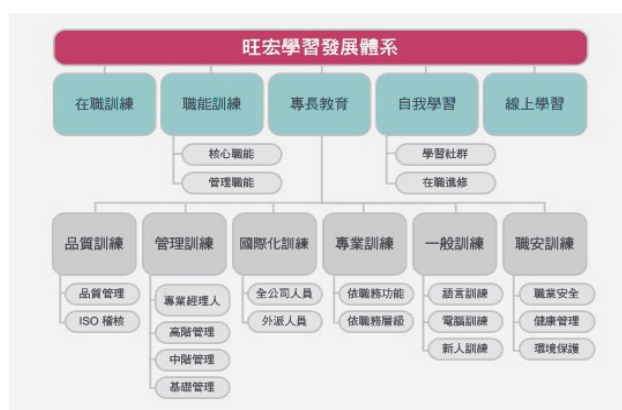 旺宏學習發展體系
在職訓練
職能訓練
專長教育
自我學習
線上學習
核心職能
管理職能
學習社群
在職進修
品質訓練
管理訓練
國際化訓練
專業訓練
一般訓練
職安訓練
品質管理
ISO 稽核
專業經理人
高階管理
中階管理
基礎管理
全公司人員
外派人員
依職務功能
依職務層級
語言訓練
電腦訓練
新人訓練
職業安全
健康管理
環境保護